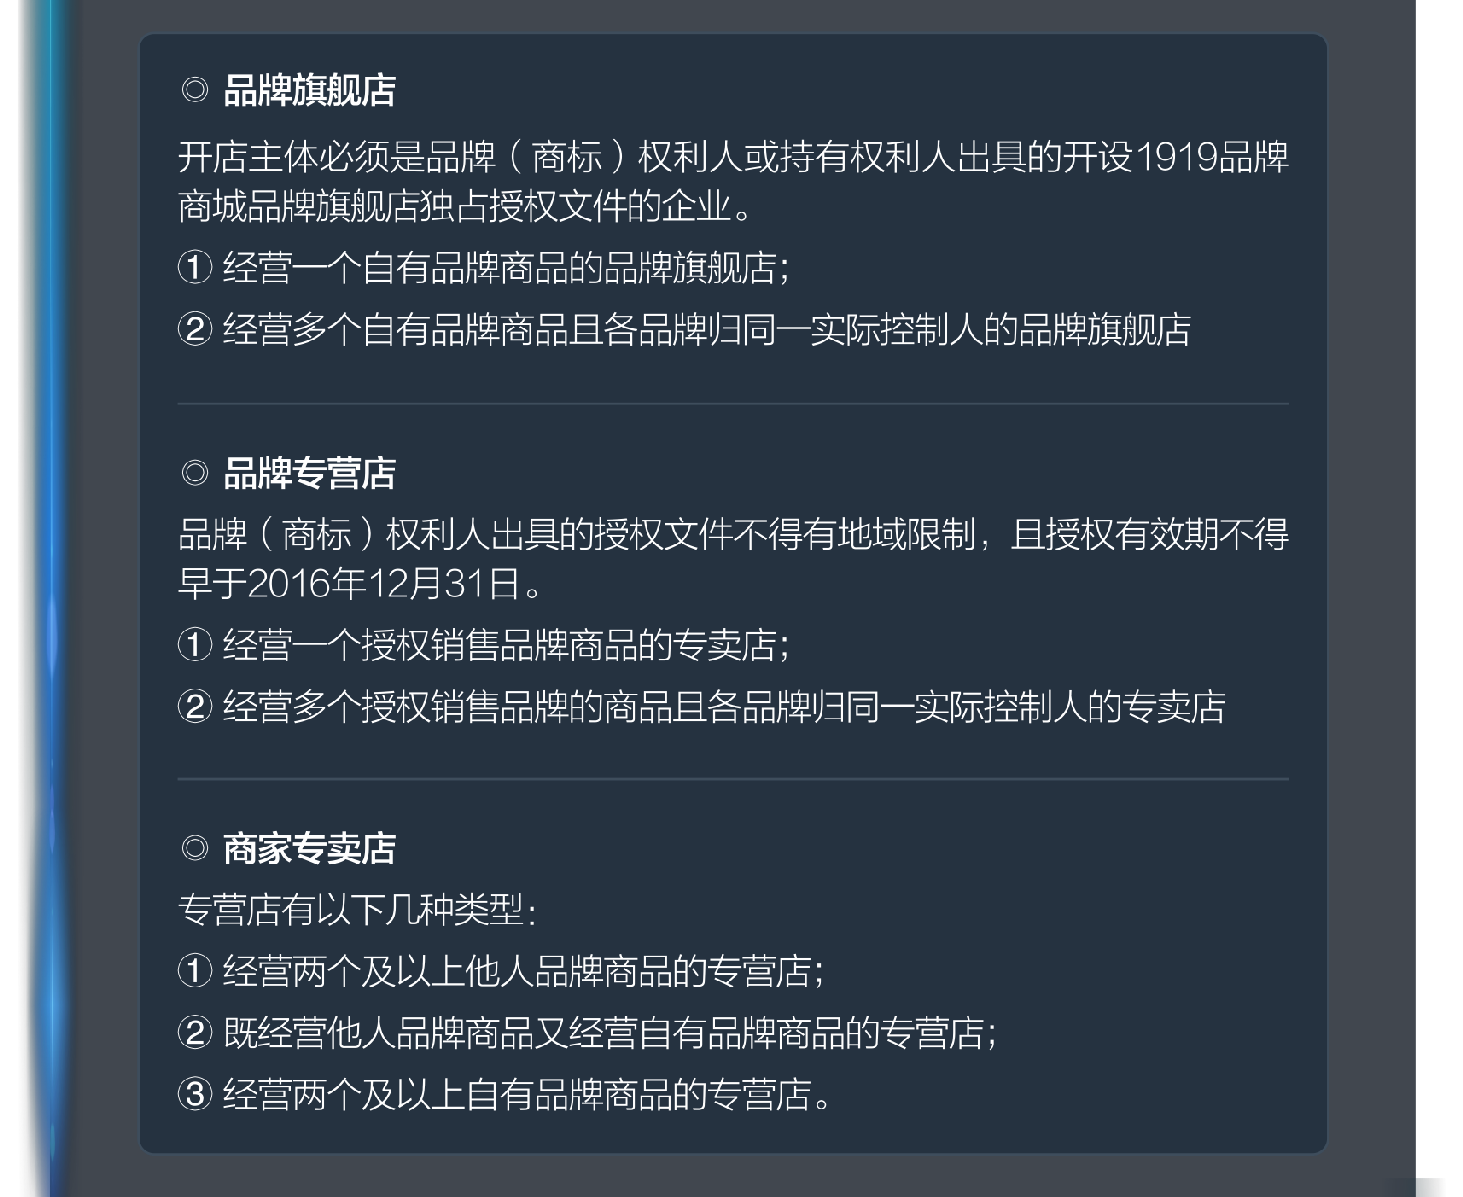 ◎ 品牌旗舰店
开店主体必须是品牌（商标）权利人或持有权利人出具的开设1919品牌
商城品牌旗舰店独占授权文件的企业。
① 经营一个自有品牌商品的品牌旗舰店；
② 经营多个自有品牌商品且各品牌归同一实际控制人的品牌旗舰店
◎ 品牌专营店
品牌（商标）权利人出具的授权文件不得有地域限制，且授权有效期不得
早于2016年12月31日。
① 经营一个授权销售品牌商品的专卖店；
② 经营多个授权销售品牌的商品且各品牌归同一实际控制人的专卖店
◎ 商家专卖店
专营店有以下几种类型：
① 经营两个及以上他人品牌商品的专营店；
② 既经营他人品牌商品又经营自有品牌商品的专营店；
③ 经营两个及以上自有品牌商品的专营店。